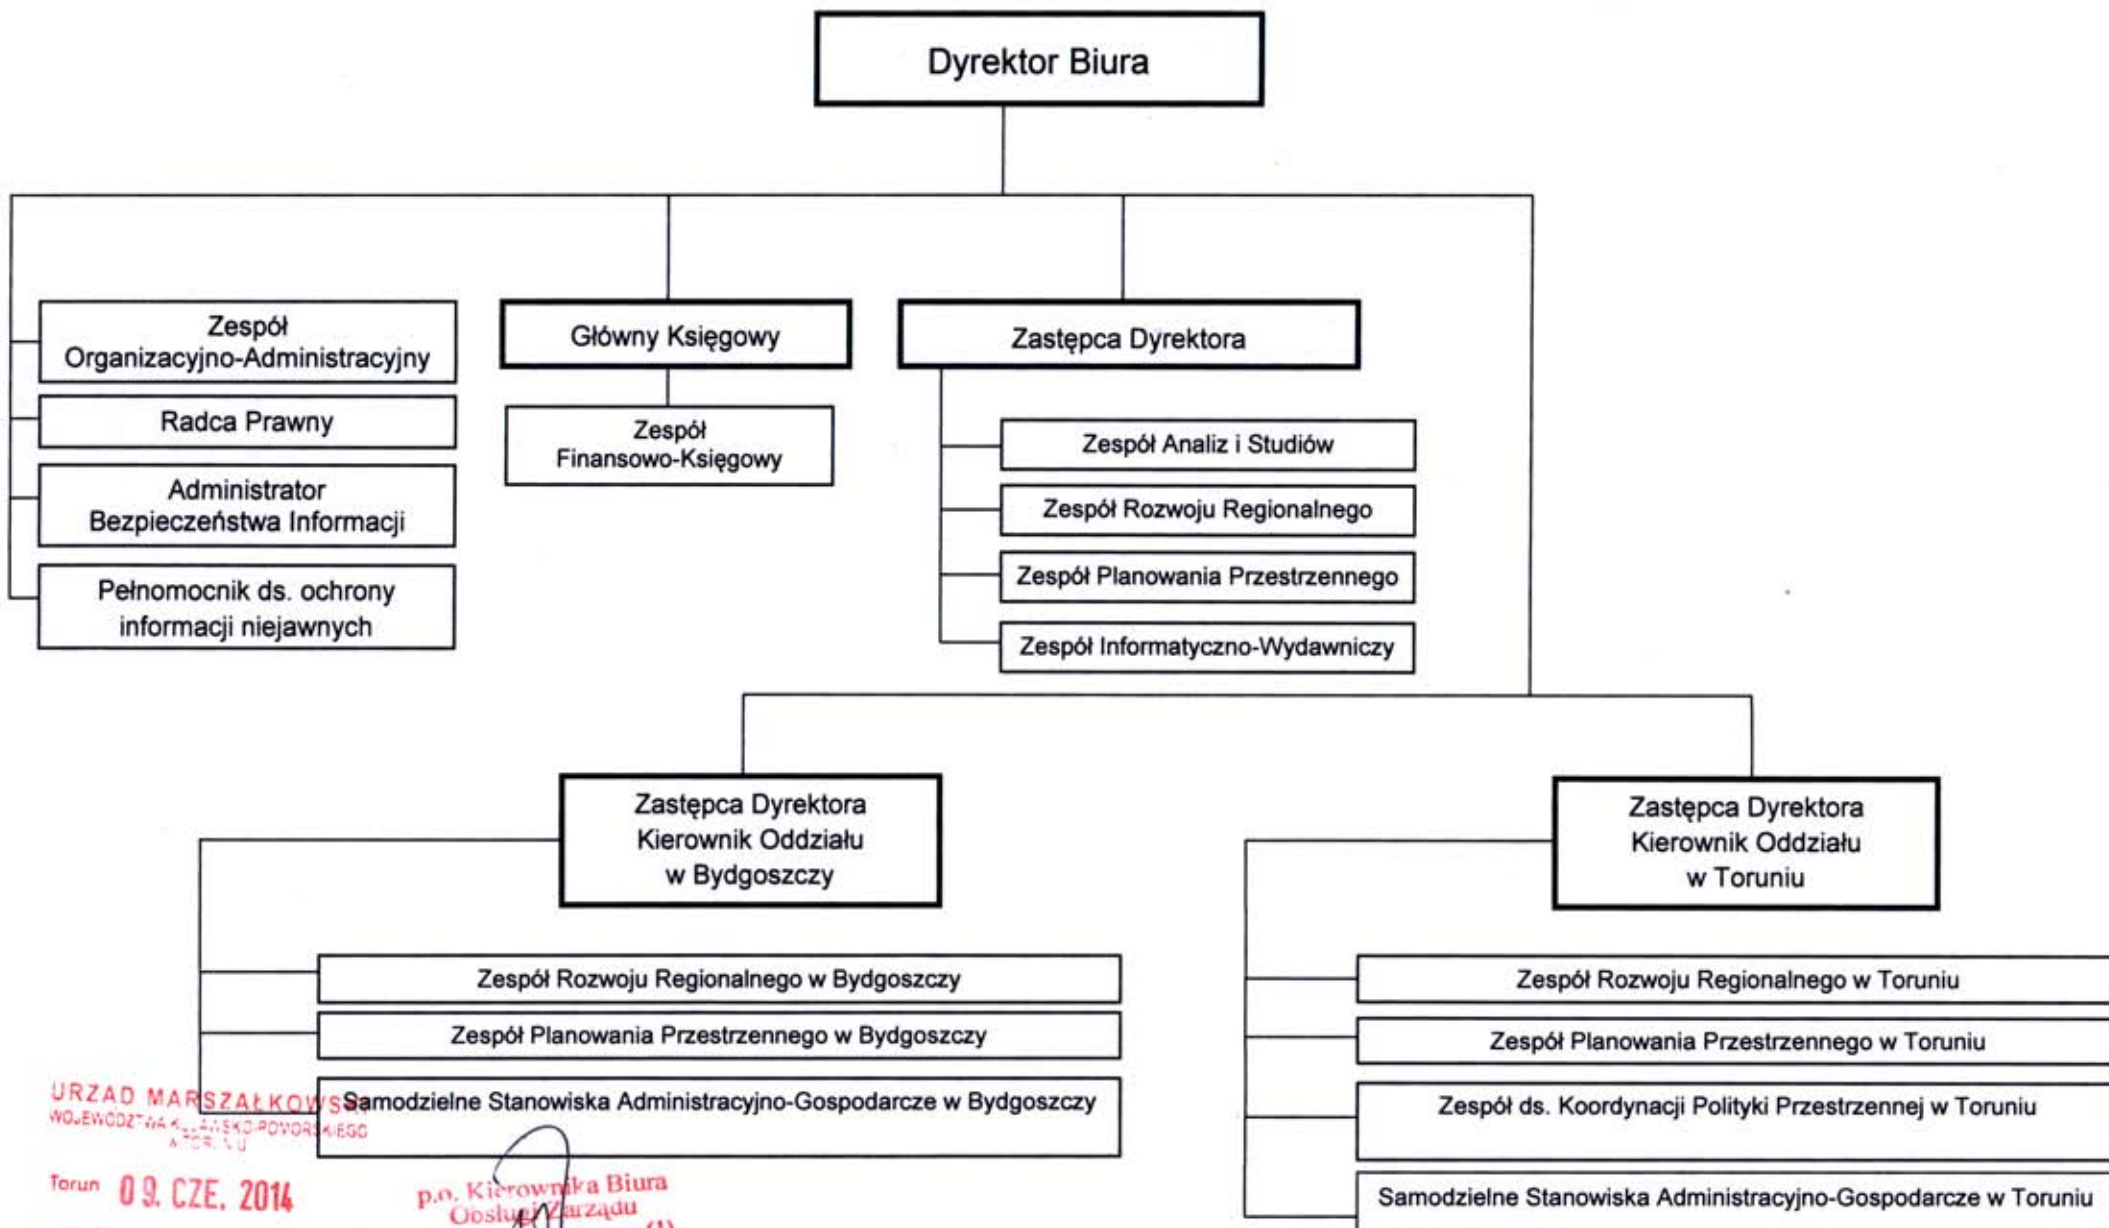 Dyrektor Biura
Zespół
Organizacyjno-Administracyjny
Radca Prawny
Administrator
Bezpieczeństwa Informacji
Pełnomocnik ds. ochrony
informacji niejawnych
Główny Księgowy
Zespół
Finansowo-Księgowy
Zastępca Dyrektora
Zespół Analiz i Studiów
Zespół Rozwoju Regionalnego
Zespół Planowania Przestrzennego
Zespół Informatyczno-Wydawniczy
Zastępca Dyrektora
Kierownik Oddziału
w Bydgoszczy
Zespół Rozwoju Regionalnego w Bydgoszczy
Zespół Planowania Przestrzennego w Bydgoszczy
Samodzielne Stanowiska Administracyjno-Gospodarcze w Bydgoszczy
Zastępca Dyrektora
Kierownik Oddziału
w Toruniu
Zespół Rozwoju Regionalnego w Toruniu
Zespół Planowania Przestrzennego w Toruniu
Zespół ds. Koordynacji Polityki Przestrzennej w Toruniu
Samodzielne Stanowiska Administracyjno-Gospodarcze w Toruniu
URZAD MARSZAŁKOWSKI
Torun 09. CZE. 2014
p.o. Kierownika Biura
Obsługi Zarządu